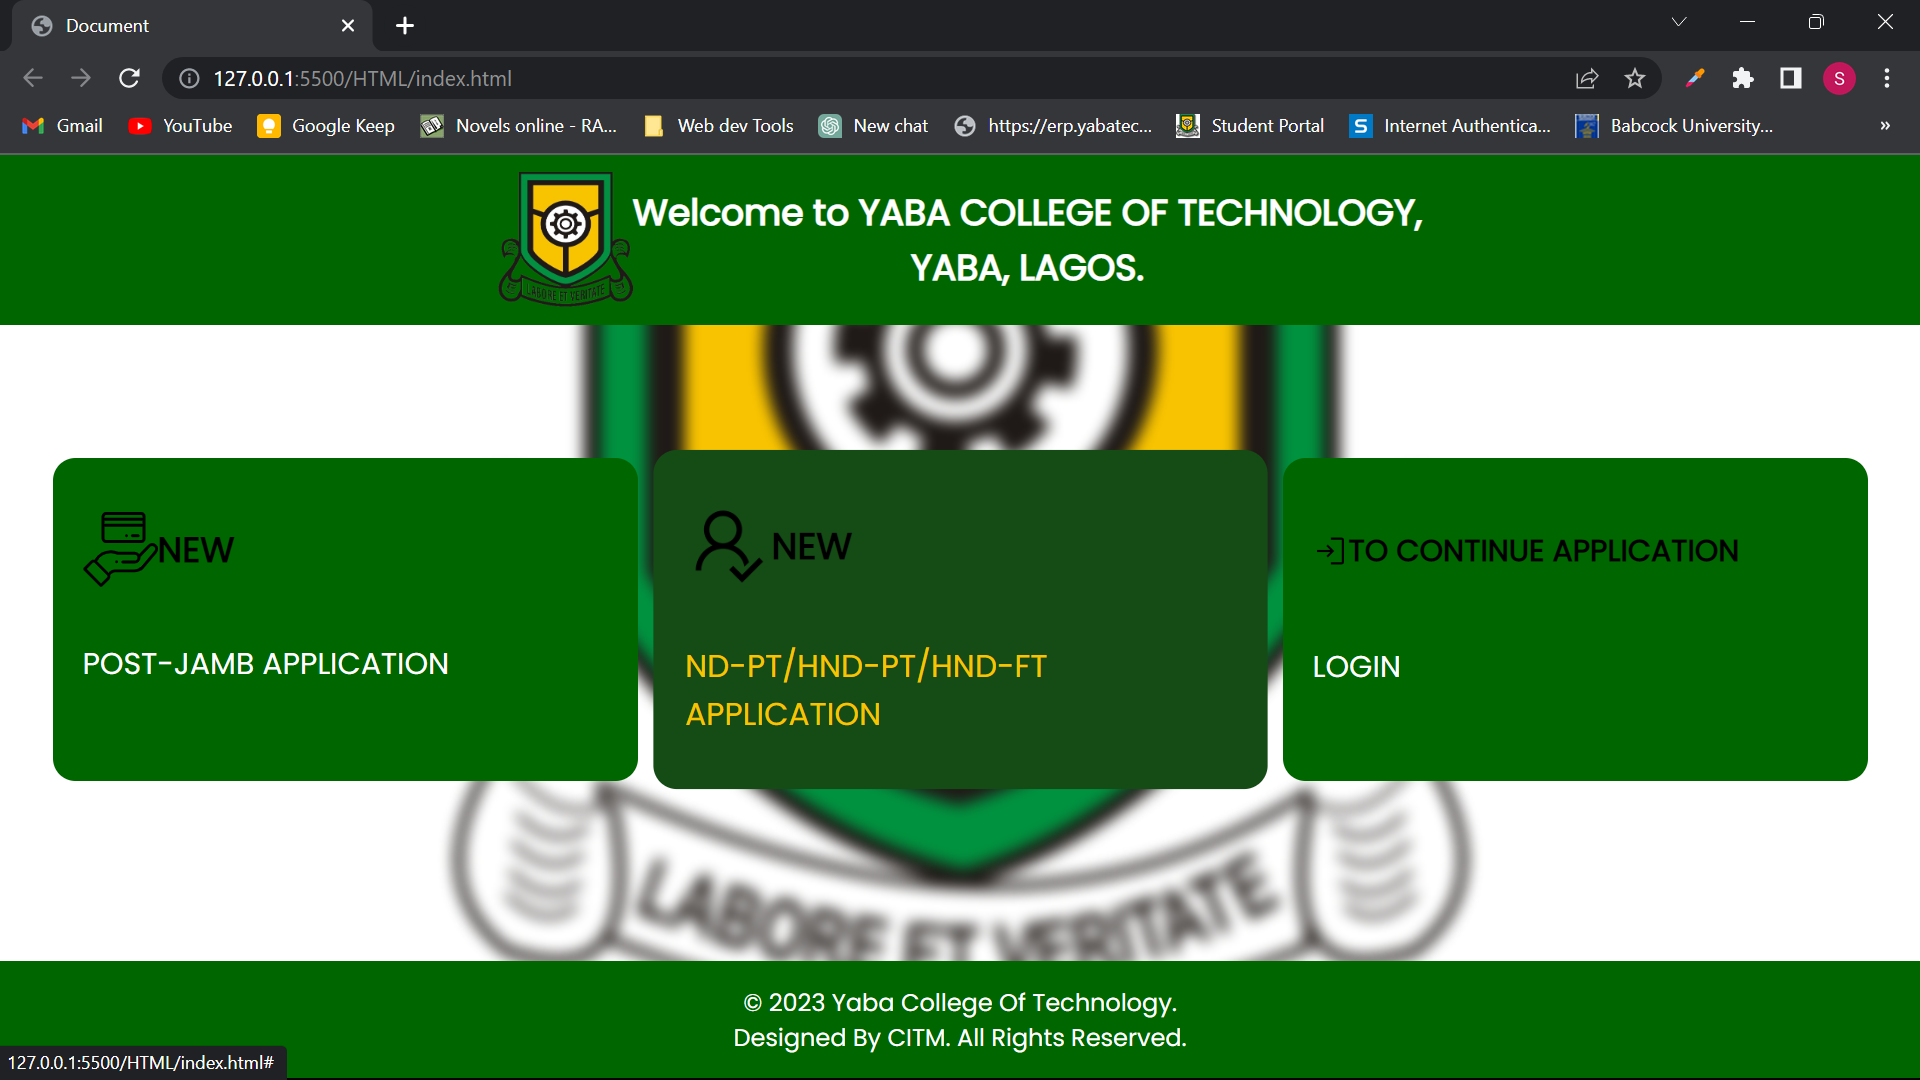 Document
127.0.0.1:5500/HTML/index.html
S
Gmail
YouTube
Google Keep
Novels online - RA...
Web dev Tools
New chat
https://erp.yabatec...
Student Portal
S
Internet Authentica...
Babcock University...
»
LABORE ET VERITATE
Welcome to YABA COLLEGE OF TECHNOLOGY,
YABA, LAGOS.
NEW
POST-JAMB APPLICATION
NEW
ND-PT/HND-PT/HND-FT
APPLICATION
TO CONTINUE APPLICATION
LOGIN
LABORE ET VERITATE
© 2023 Yaba College Of Technology.
Designed By CITM. All Rights Reserved.
127.0.0.1:5500/HTML/index.html#